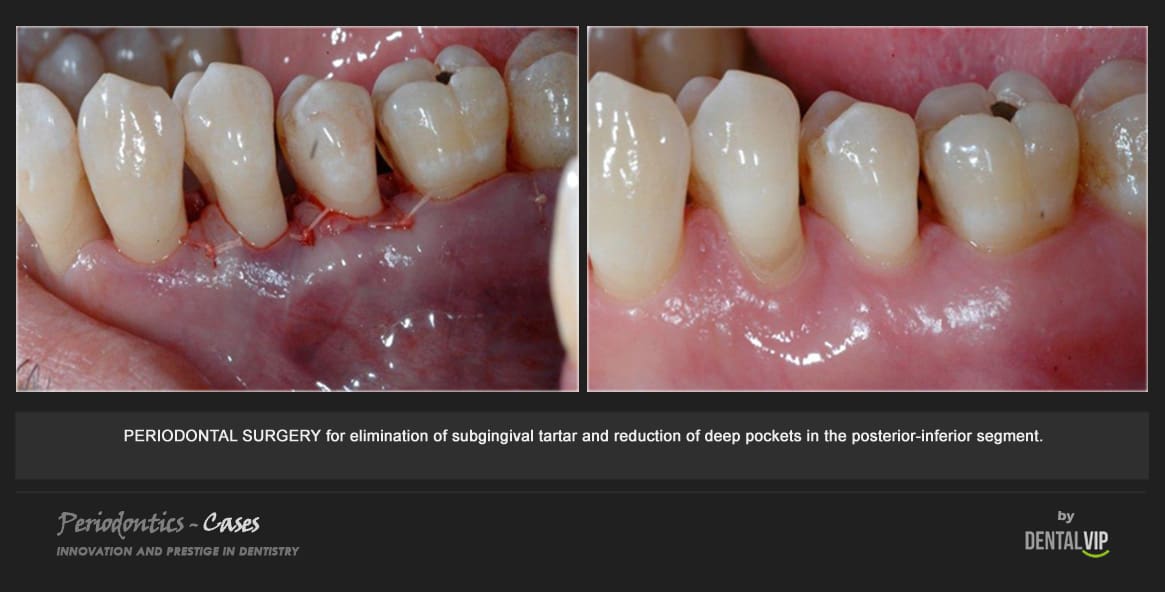 PERIODONTAL SURGERY for elimination of subgingival tartar and reduction of deep pockets in the posterior-inferior segment.
Periodontics - Cases
INNOVATION AND PRESTIGE IN DENTISTRY
by
DENTALVIP